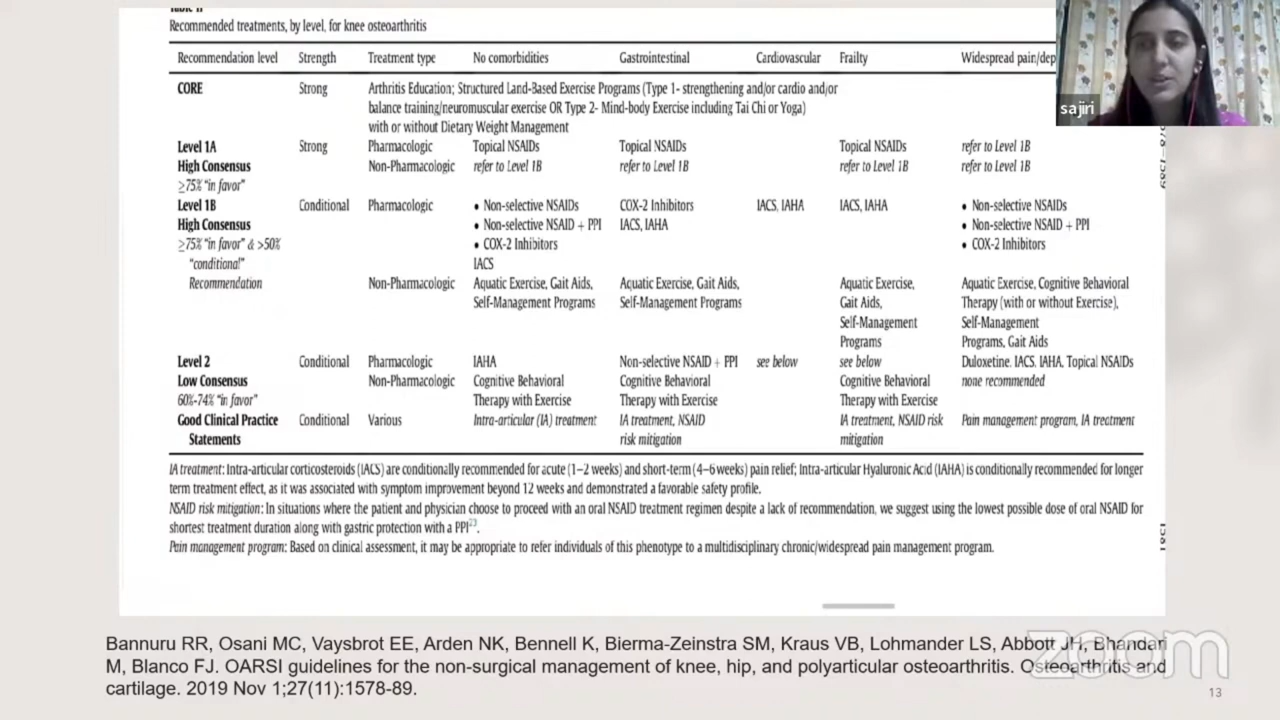 Table II
Recommended treatments, by level, for knee osteoarthritis
Recommendation level Strength Treatment type No comorbidities Gastrointestinal Cardiovascular Frailty Widespread
CORE Strong Arthritis Education; Structured Land-Based Exercise Programs (Type 1- strengthening and/or cardio and/or
balance training/neuromuscular exercise OR Type 2- Mind-body Exercise including Tai Chi or Yoga)
with or without Dietary Weight Management
Level 1A Strong Pharmacologic Topical NSAIDs Topical NSAIDs Topical NSAIDs refer to Level 1B
High Consensus Non-Pharmacologic refer to Level 1B refer to Level 1B refer to Level 1B refer to Level 1B
≥75% "in favor"
Level 1B Conditional Pharmacologic • Non-selective NSAIDs COX-2 Inhibitors IACS, IAHA IACS, IAHA • Non-selective NSAIDs
High Consensus • Non-selective NSAID + PPI IACS, IAHA • Non-selective NSAID + PPI
≥75% "in favor" & >50% • COX-2 Inhibitors • COX-2 Inhibitors
"conditional" IACS
Recommendation Non-Pharmacologic Aquatic Exercise, Gait Aids, Aquatic Exercise, Gait Aids, Aquatic Exercise, Aquatic Exercise, Cognitive Behavioral
Self-Management Programs Self-Management Programs Gait Aids, Therapy (with or without Exercise),
Self-Management Self-Management
Programs Programs, Gait Aids
Level 2 Conditional Pharmacologic IAHA Non-selective NSAID + PPI see below see below Duloxetine, IACS, IAHA, Topical NSAIDs
Low Consensus Non-Pharmacologic Cognitive Behavioral Cognitive Behavioral Cognitive Behavioral none recommended
60%-74% "in favor" Therapy with Exercise Therapy with Exercise Therapy with Exercise
Good Clinical Practice Conditional Various Intra-articular (IA) treatment IA treatment, NSAID IA treatment, NSAID risk Pain management program, IA treatment
Statements risk mitigation mitigation
IA treatment: Intra-articular corticosteroids (IACS) are conditionally recommended for acute (1–2 weeks) and short-term (4–6 weeks) pain relief; Intra-articular Hyaluronic Acid (IAHA) is conditionally recommended for longer
term treatment effect, as it was associated with symptom improvement beyond 12 weeks and demonstrated a favorable safety profile.
NSAID risk mitigation: In situations where the patient and physician choose to proceed with an oral NSAID treatment regimen despite a lack of recommendation, we suggest using the lowest possible dose of oral NSAID for
shortest treatment duration along with gastric protection with a PPI23.
Pain management program: Based on clinical assessment, it may be appropriate to refer individuals of this phenotype to a multidisciplinary chronic/widespread pain management program.
sajiri
Bannuru RR, Osani MC, Vaysbrot EE, Arden NK, Bennell K, Bierma-Zeinstra SM, Kraus VB, Lohmander LS, Abbott JH, Bhandari
M, Blanco FJ. OARSI guidelines for the non-surgical management of knee, hip, and polyarticular osteoarthritis. Osteoarthritis and
cartilage. 2019 Nov 1;27(11):1578-89.
zoom
13